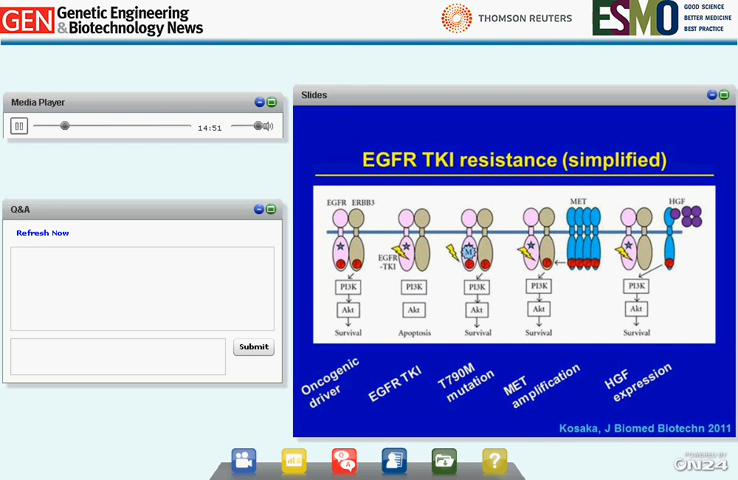 GEN Genetic Engineering
& Biotechnology News
THOMSON REUTERS
ESMO
GOOD SCIENCE
BETTER MEDICINE
BEST PRACTICE
Media Player
14:51
Q&A
Refresh Now
Submit
Slides
EGFR TKI resistance (simplified)
EGFR ERBB3
MET
HGF
EGFR
-TKI
M
PI3K PI3K PI3K PI3K PI3K
Akt Akt Akt Akt Akt
Survival Apoptosis Survival Survival Survival
Oncogenic
driver
EGFR TKI
T790M
mutation
MET
amplification
HGF
expression
Kosaka, J Biomed Biotechn 2011
Q
A
?
POWERED BY
ON24